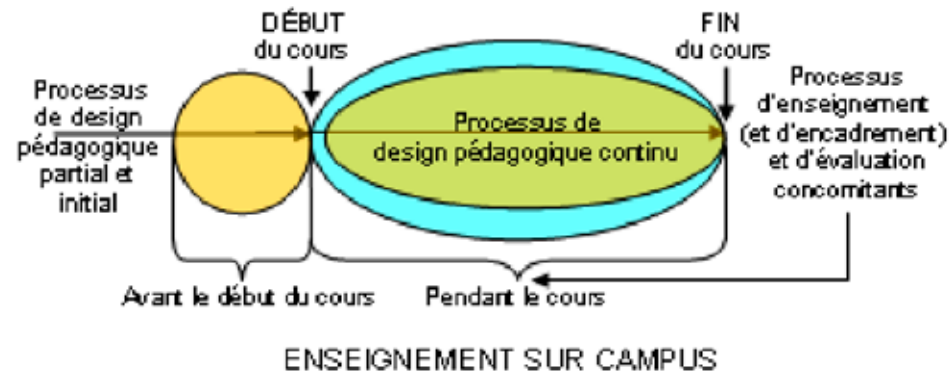 DÉBUT
du cours
FIN
du cours
Processus
de design
pédagogique
partial et
initial
Processus de
design pédagogique continu
Processus
d'enseignement
(et d'encadrement)
et d'évaluation
concomitants
Avant le début du cours
Pendant le cours
ENSEIGNEMENT SUR CAMPUS